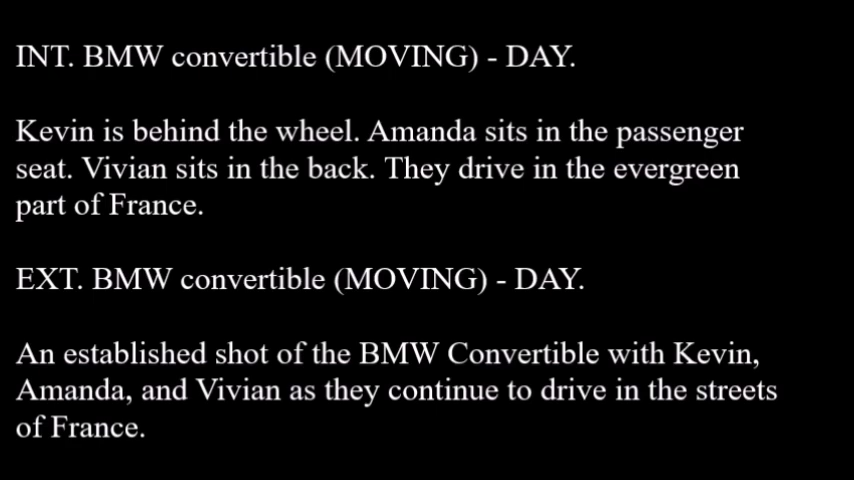 INT. BMW convertible (MOVING) - DAY.
Kevin is behind the wheel. Amanda sits in the passenger
seat. Vivian sits in the back. They drive in the evergreen
part of France.
EXT. BMW convertible (MOVING) - DAY.
An established shot of the BMW Convertible with Kevin,
Amanda, and Vivian as they continue to drive in the streets
of France.